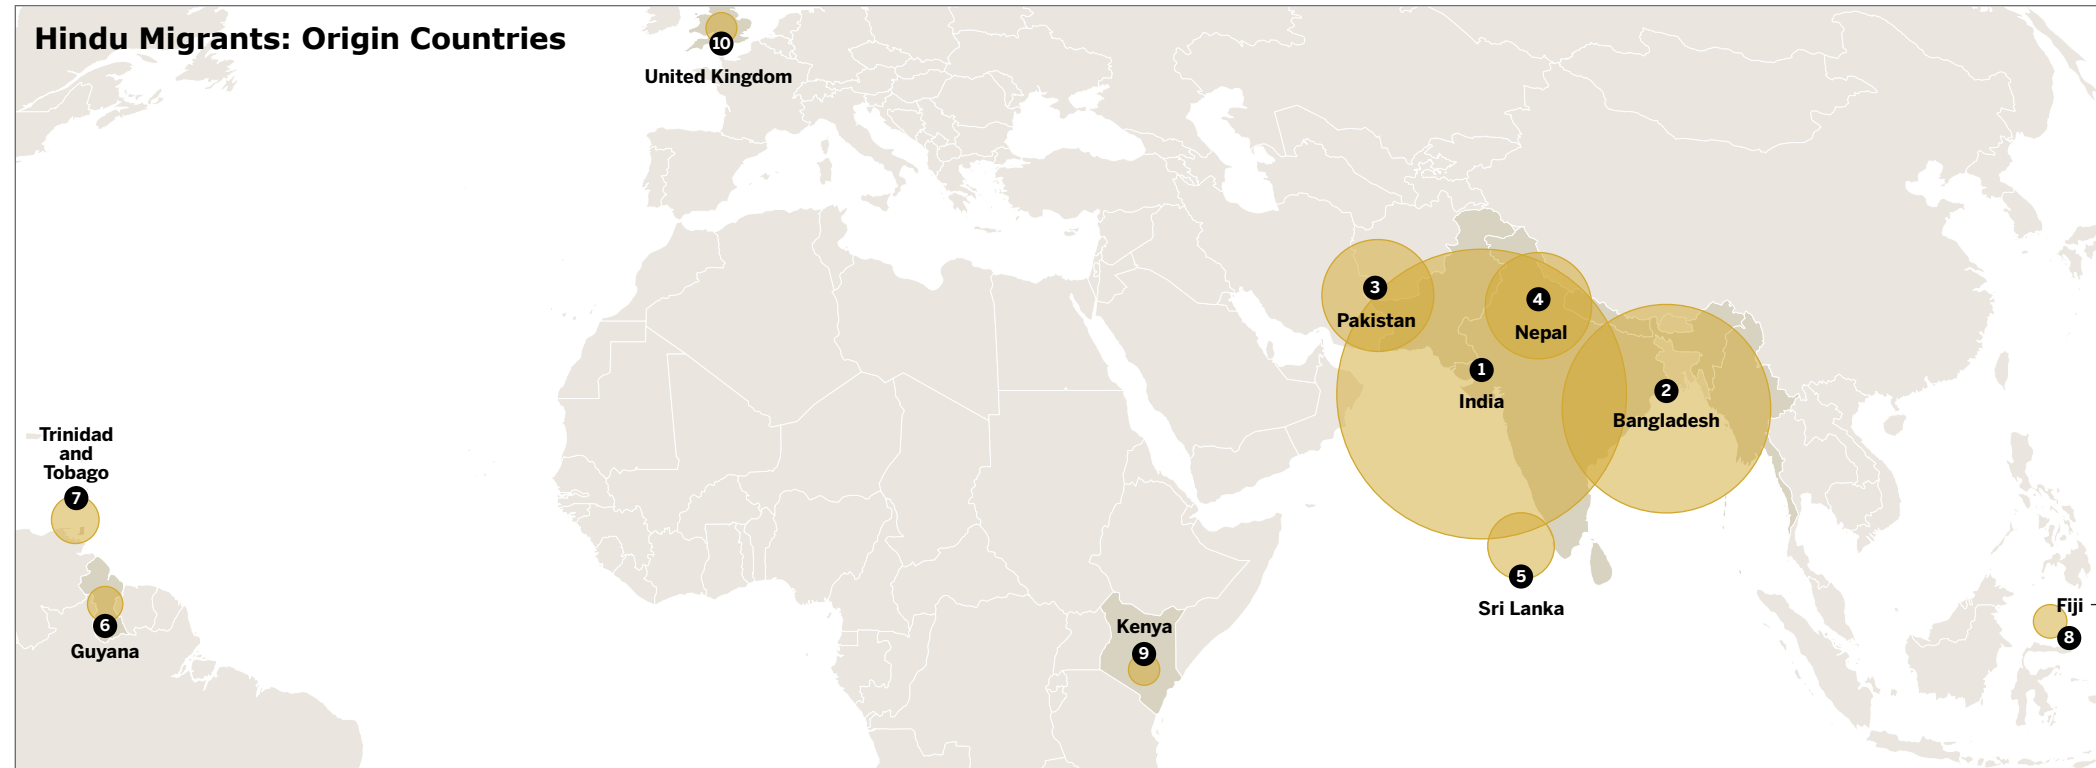 Hindu Migrants: Origin Countries
10
United Kingdom
3
Pakistan
4
Nepal
1
India
2
Bangladesh
Trinidad
and
Tobago
7
5
Sri Lanka
6
Guyana
Kenya
9
Fiji
8